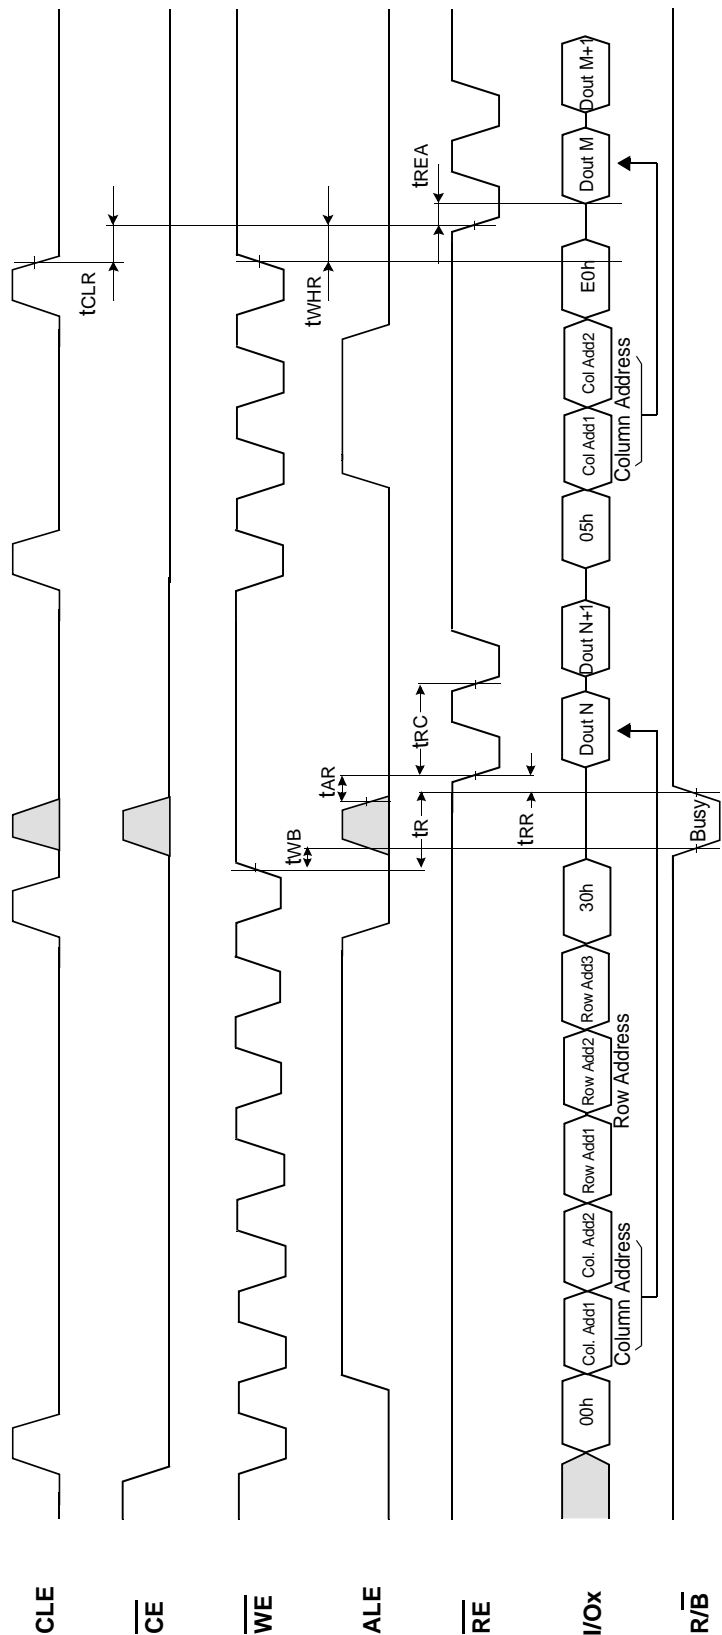 CLE
CE
WE
tCLR
tWHR
tWB
ALE
tAR
tR
tRC
tREA
RE
tRR
I/Ox
00h
Col. Add1
Col. Add2
Row Add1
Row Add2
Row Add3
30h
Dout N
Dout N+1
05h
Col Add1
Col Add2
E0h
Dout M
Dout M+1
Column Address
Row Address
Column Address
R/B
Busy